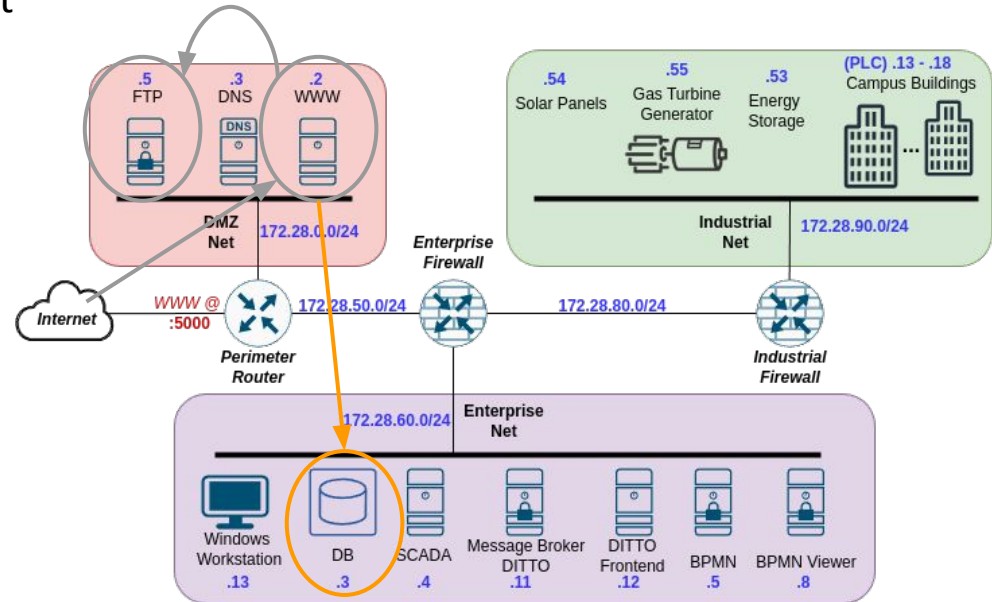 .5
FTP
.3
DNS
.2
WWW
DNS
DMZ
Net
172.28.0.0/24
.54
Solar Panels
.55
Gas Turbine
Generator
.53
Energy
Storage
(PLC) .13 - .18
Campus Buildings
...
Industrial
Net
172.28.90.0/24
Internet
WWW @
:5000
Perimeter
Router
172.28.50.0/24
Enterprise
Firewall
172.28.80.0/24
Industrial
Firewall
172.28.60.0/24
Enterprise
Net
Windows
Workstation
.13
DB
.3
SCADA
.4
Message Broker
DITTO
.11
DITTO
Frontend
.12
BPMN
.5
BPMN Viewer
.8